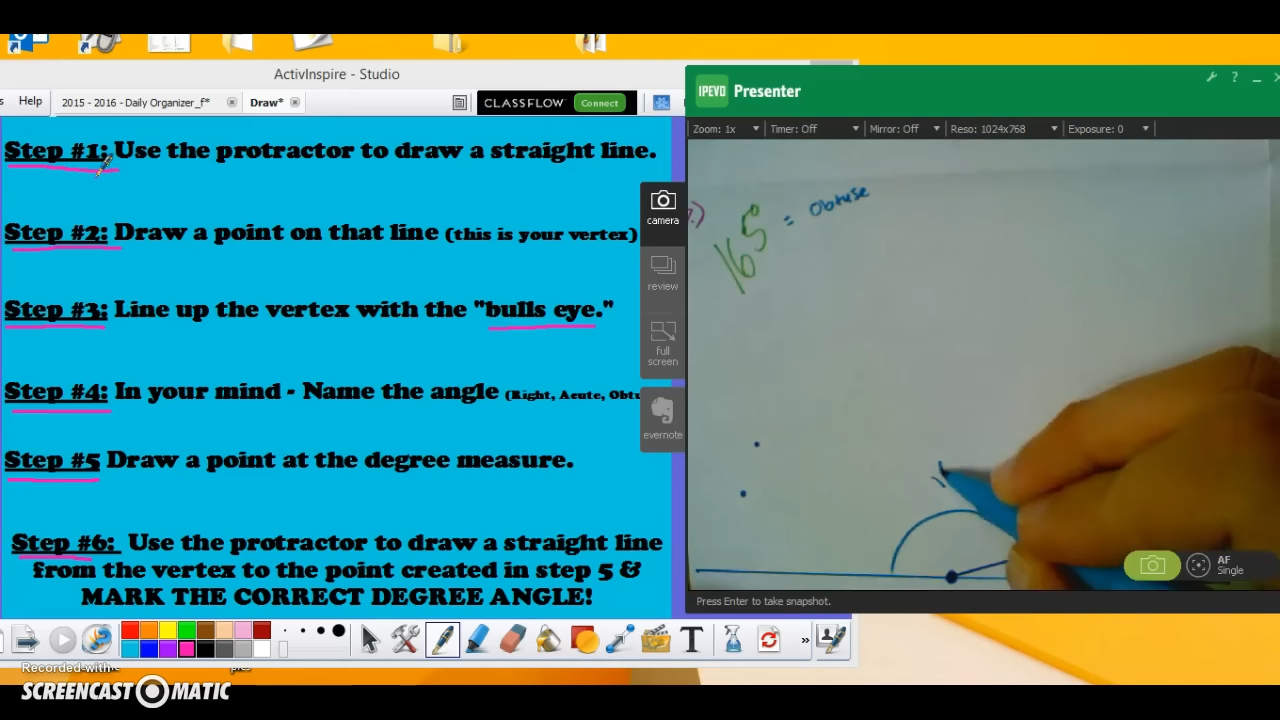 ActivInspire - Studio
s Help 2015 - 2016 - Daily Organizer_f* Draw* CLASSFLOW Connect
Step #1: Use the protractor to draw a straight line.
Step #2: Draw a point on that line (this is your vertex)
Step #3: Line up the vertex with the "bulls eye."
Step #4: In your mind - Name the angle (Right, Acute, Obtu
Step #5 Draw a point at the degree measure.
Step #6: Use the protractor to draw a straight line
from the vertex to the point created in step 5 &
MARK THE CORRECT DEGREE ANGLE!
T »
Recorded with
SCREENCAST-O-MATIC
IPEVO Presenter
Zoom: 1x Timer: Off Mirror: Off Reso: 1024x768 Exposure: 0
camera
review
full
screen
evernote
165° = Obtuse
AF
Single
Press Enter to take snapshot.